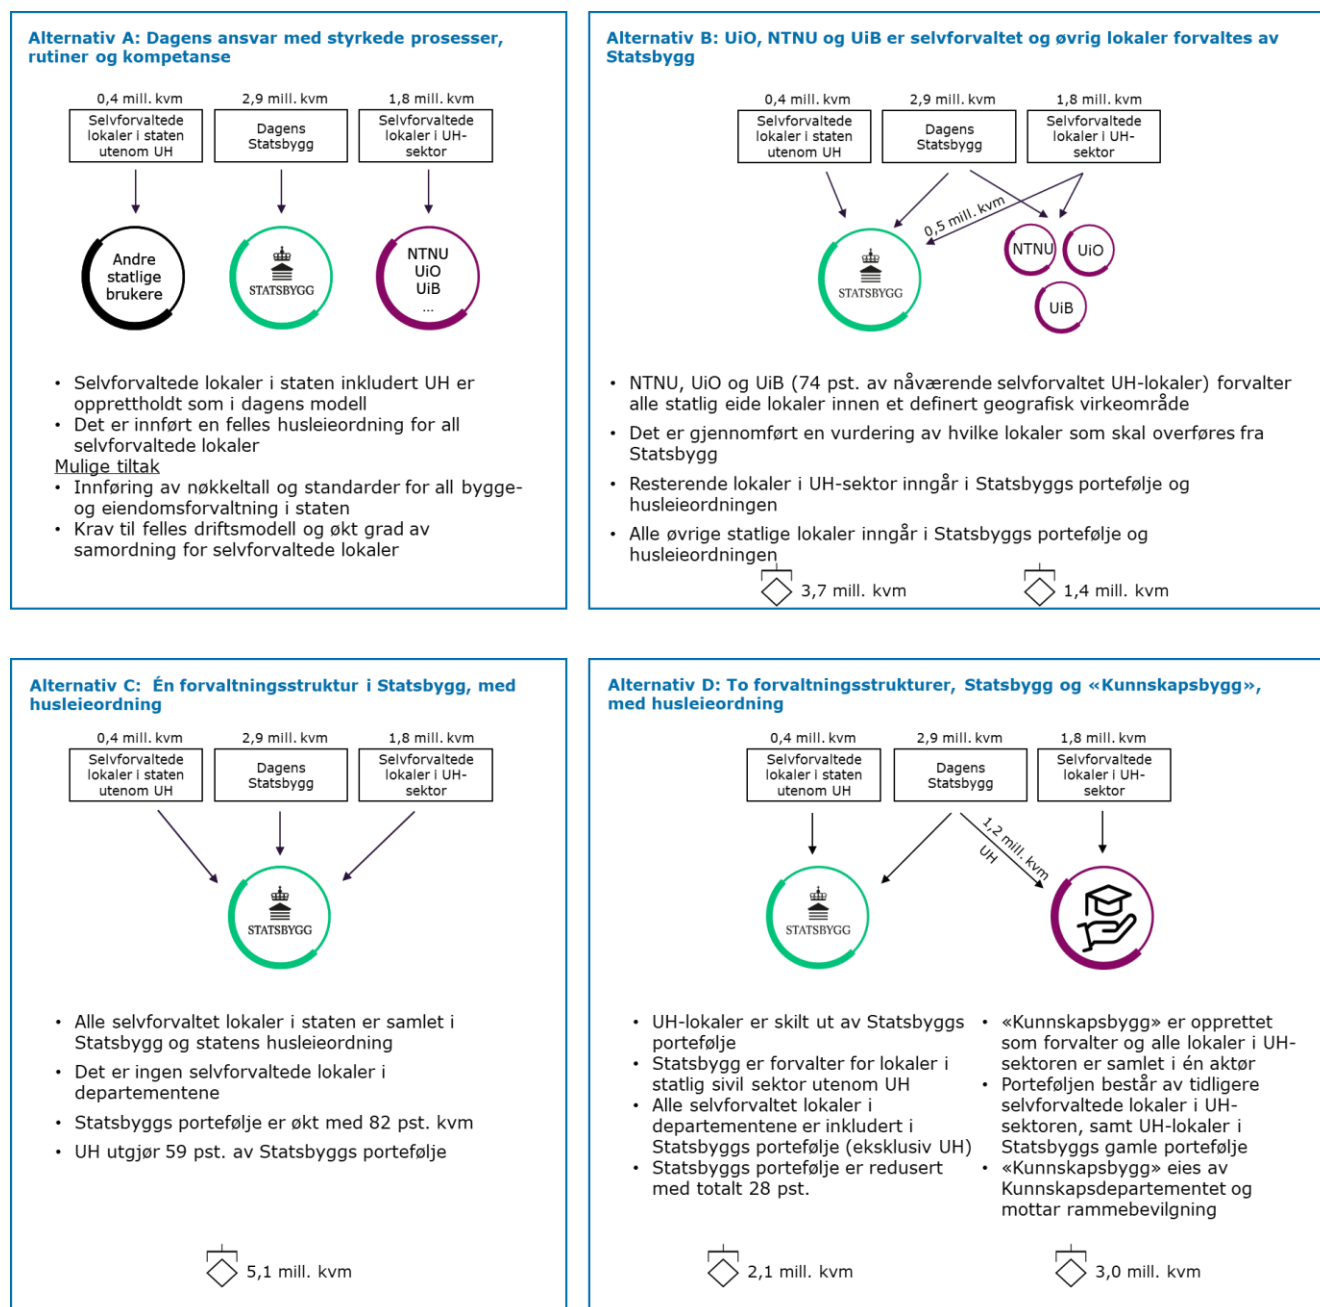 Alternativ A: Dagens ansvar med styrkede prosesser,
rutiner og kompetanse
0,4 mill. kvm
2,9 mill. kvm
1,8 mill. kvm
Selvforvaltede
lokaler i staten
utenom UH
Dagens
Statsbygg
Selvforvaltede
lokaler i UH-
sektor
Andre
statlige
brukere
STATSBYGG
NTNU
UiO
UiB
...
• Selvforvaltede lokaler i staten inkludert UH er
opprettholdt som i dagens modell
• Det er innført en felles husleieordning for all
selvforvaltede lokaler
Mulige tiltak
• Innføring av nøkkeltall og standarder for all bygge-
og eiendomsforvaltning i staten
• Krav til felles driftsmodell og økt grad av
samordning for selvforvaltede lokaler
Alternativ B: UiO, NTNU og UiB er selvforvaltet og øvrig lokaler forvaltes av
Statsbygg
0,4 mill. kvm
2,9 mill. kvm
1,8 mill. kvm
Selvforvaltede
lokaler i staten
utenom UH
Dagens
Statsbygg
Selvforvaltede
lokaler i UH-
sektor
0,5 mill. kvm
STATSBYGG
NTNU
UiO
UiB
• NTNU, UiO og UiB (74 pst. av nåværende selvforvaltet UH-lokaler) forvalter
alle statlig eide lokaler innen et definert geografisk virkeområde
• Det er gjennomført en vurdering av hvilke lokaler som skal overføres fra
Statsbygg
• Resterende lokaler i UH-sektor inngår i Statsbyggs portefølje og
husleieordningen
• Alle øvrige statlige lokaler inngår i Statsbyggs portefølje og
husleieordningen
3,7 mill. kvm
1,4 mill. kvm
Alternativ C: Én forvaltningsstruktur i Statsbygg, med
husleieordning
0,4 mill. kvm
2,9 mill. kvm
1,8 mill. kvm
Selvforvaltede
lokaler i staten
utenom UH
Dagens
Statsbygg
Selvforvaltede
lokaler i UH-
sektor
STATSBYGG
• Alle selvforvaltet lokaler i staten er samlet i
Statsbygg og statens husleieordning
• Det er ingen selvforvaltede lokaler i
departementene
• Statsbyggs portefølje er økt med 82 pst. kvm
• UH utgjør 59 pst. av Statsbyggs portefølje
5,1 mill. kvm
Alternativ D: To forvaltningsstrukturer, Statsbygg og «Kunnskapsbygg»,
med husleieordning
0,4 mill. kvm
2,9 mill. kvm
1,8 mill. kvm
Selvforvaltede
lokaler i staten
utenom UH
Dagens
Statsbygg
Selvforvaltede
lokaler i UH-
sektor
1,2 mill. kvm
UH
STATSBYGG
• UH-lokaler er skilt ut av Statsbyggs
portefølje
• Statsbygg er forvalter for lokaler i
statlig sivil sektor utenom UH
• Alle selvforvaltet lokaler i
departementene er inkludert i
Statsbyggs portefølje (eksklusiv UH)
• Statsbyggs portefølje er redusert
med totalt 28 pst.
• «Kunnskapsbygg» er opprettet
som forvalter og alle lokaler i UH-
sektoren er samlet i én aktør
• Porteføljen består av tidligere
selvforvaltede lokaler i UH-
sektoren, samt UH-lokaler i
Statsbyggs gamle portefølje
• «Kunnskapsbygg» eies av
Kunnskapsdepartementet og
mottar rammebevilgning
2,1 mill. kvm
3,0 mill. kvm